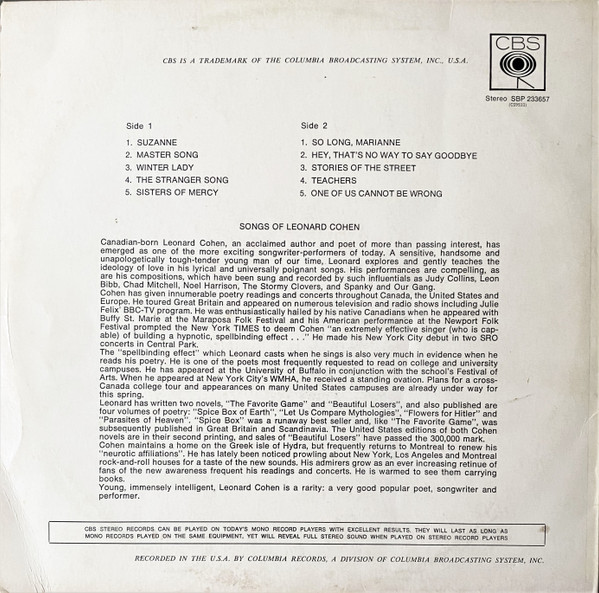 CBS IS A TRADEMARK OF THE COLUMBIA BROADCASTING SYSTEM, INC., U.S.A.
CBS
Stereo SBP 233657
Side 1
1. SUZANNE
2. MASTER SONG
3. WINTER LADY
4. THE STRANGER SONG
5. SISTERS OF MERCY
Side 2
1. SO LONG, MARIANNE
2. HEY, THAT'S NO WAY TO SAY GOODBYE
3. STORIES OF THE STREET
4. TEACHERS
5. ONE OF US CANNOT BE WRONG
SONGS OF LEONARD COHEN
Canadian-born Leonard Cohen, an acclaimed author and poet of more than passing interest, has
emerged as one of the more exciting songwriter-performers of today. A sensitive, handsome and
unapologetically tough-tender young man of our time, Leonard explores and gently teaches the
ideology of love in his lyrical and universally poignant songs. His performances are compelling, as
are his compositions, which have been sung and recorded by such influentials as Judy Collins, Leon
Bibb, Chad Mitchell, Noel Harrison, The Stormy Clovers, and Spanky and Our Gang.
Cohen has given innumerable poetry readings and concerts throughout Canada, the United States and
Europe. He toured Great Britain and appeared on numerous television and radio shows including Julie
Felix' BBC-TV program. He was enthusiastically hailed by his native Canadians when he appeared with
Buffy St. Marie at the Maraposa Folk Festival and his American performance at the Newport Folk
Festival prompted the New York TIMES to deem Cohen "an extremely effective singer (who is cap-
able) of building a hypnotic, spellbinding effect . . ." He made his New York City debut in two SRO
concerts in Central Park.
The "spellbinding effect" which Leonard casts when he sings is also very much in evidence when he
reads his poetry. He is one of the poets most frequently requested to read on college and university
campuses. He has appeared at the University of Buffalo in conjunction with the school's Festival of
Arts. When he appeared at New York City's WMHA, he received a standing ovation. Plans for a cross-
Canada college tour and appearances on many United States campuses are already under way for
this spring.
Leonard has written two novels, "The Favorite Game" and "Beautiful Losers", and also published are
four volumes of poetry: "Spice Box of Earth", "Let Us Compare Mythologies", "Flowers for Hitler" and
"Parasites of Heaven". "Spice Box" was a runaway best seller and, like "The Favorite Game", was
subsequently published in Great Britain and Scandinavia. The United States editions of both Cohen
novels are in their second printing, and sales of "Beautiful Losers" have passed the 300,000 mark.
Cohen maintains a home on the Greek isle of Hydra, but frequently returns to Montreal to renew his
"neurotic affiliations". He has lately been noticed prowling about New York, Los Angeles and Montreal
rock-and-roll houses for a taste of the new sounds. His admirers grow as an ever increasing retinue of
fans of the new awareness frequent his readings and concerts. He is warmed to see them carrying
books.
Young, immensely intelligent, Leonard Cohen is a rarity: a very good popular poet, songwriter and
performer.
CBS STEREO RECORDS CAN BE PLAYED ON TODAY'S MONO RECORD PLAYERS WITH EXCELLENT RESULTS. THEY WILL LAST AS LONG AS
MONO RECORDS PLAYED ON THE SAME EQUIPMENT, YET WILL REVEAL FULL STEREO SOUND WHEN PLAYED ON STEREO RECORD PLAYERS
RECORDED IN THE U.S.A. BY COLUMBIA RECORDS, A DIVISION OF COLUMBIA BROADCASTING SYSTEM, INC.